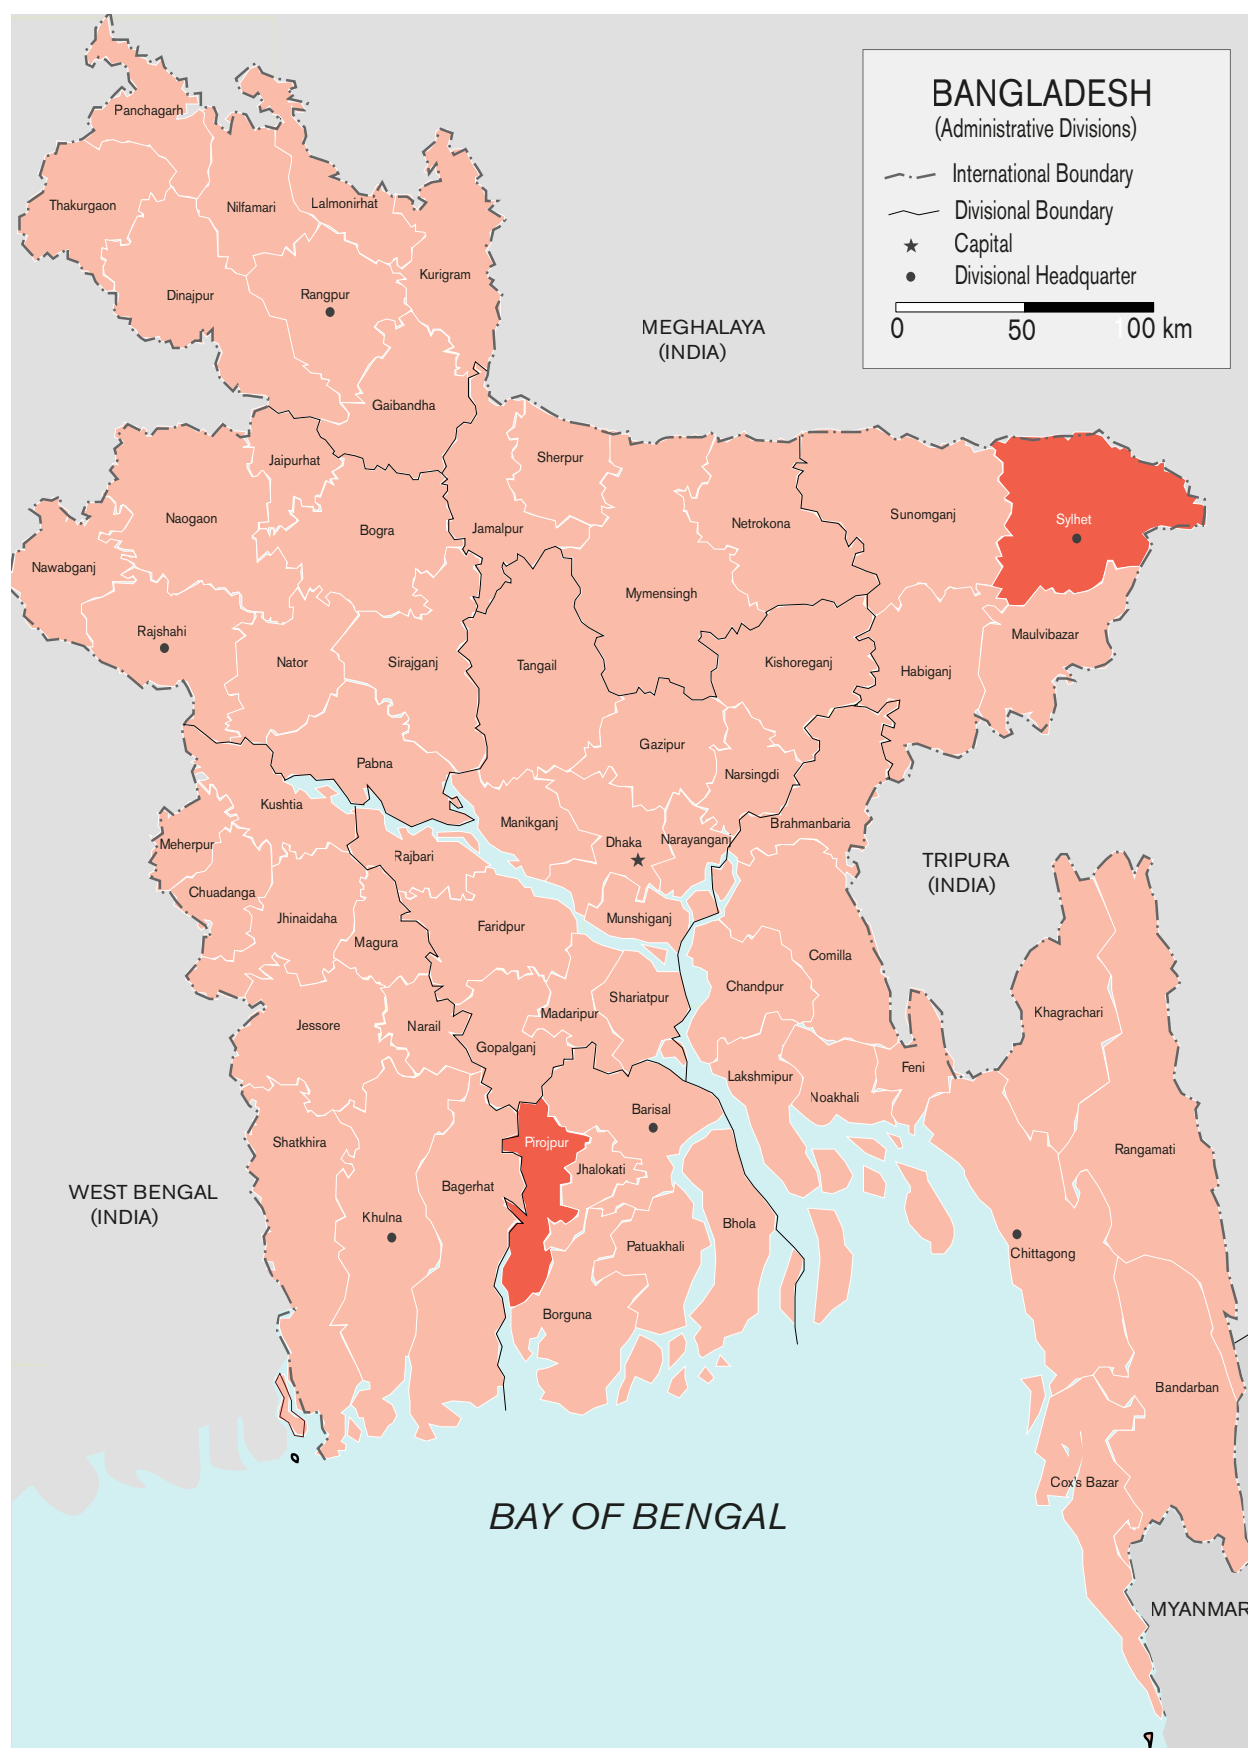 BANGLADESH
(Administrative Divisions)
International Boundary
Divisional Boundary
Capital
Divisional Headquarter
0 50 100 km
Panchagarh
Thakurgaon
Nilfamari
Lalmonirhat
Kurigram
Dinajpur
Rangpur
MEGHALAYA
(INDIA)
Gaibandha
Jaipurhat
Sherpur
Naogaon
Bogra
Jamalpur
Netrokona
Sunomganj
Sylhet
Nawabganj
Mymensingh
Rajshahi
Maulvibazar
Nator
Sirajganj
Tangail
Kishoreganj
Habiganj
Gazipur
Pabna
Narsingdi
Kushtia
Manikganj
Brahmanbaria
Meherpur
Rajbari
Dhaka
Narayanganj
TRIPURA
(INDIA)
Chuadanga
Jhinaidaha
Magura
Faridpur
Munshiganj
Comilla
Chandpur
Shariatpur
Khagrachari
Jessore
Narail
Madaripur
Gopalganj
Lakshmipur
Feni
Noakhali
Barisal
Shatkhira
Pirojpur
Rangamati
Jhalokati
Bagerhat
WEST BENGAL
(INDIA)
Khulna
Bhola
Patuakhali
Chittagong
Borguna
Bandarban
Cox's Bazar
BAY OF BENGAL
MYANMAR